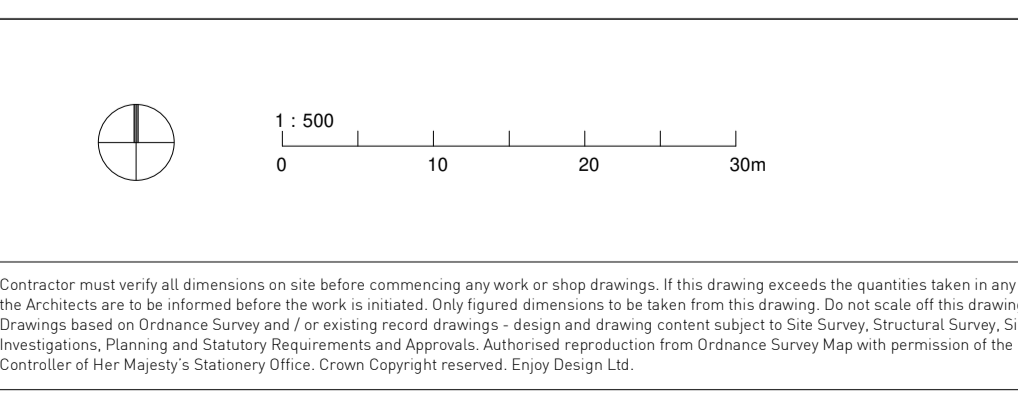 1 : 500
0 10 20 30m
Contractor must verify all dimensions on site before commencing any work or shop drawings. If this drawing exceeds the quantities taken in any
the Architects are to be informed before the work is initiated. Only figured dimensions to be taken from this drawing. Do not scale off this drawin
Drawings based on Ordnance Survey and / or existing record drawings - design and drawing content subject to Site Survey, Structural Survey, Si
Investigations, Planning and Statutory Requirements and Approvals. Authorised reproduction from Ordnance Survey Map with permission of the
Controller of Her Majesty's Stationery Office. Crown Copyright reserved. Enjoy Design Ltd.